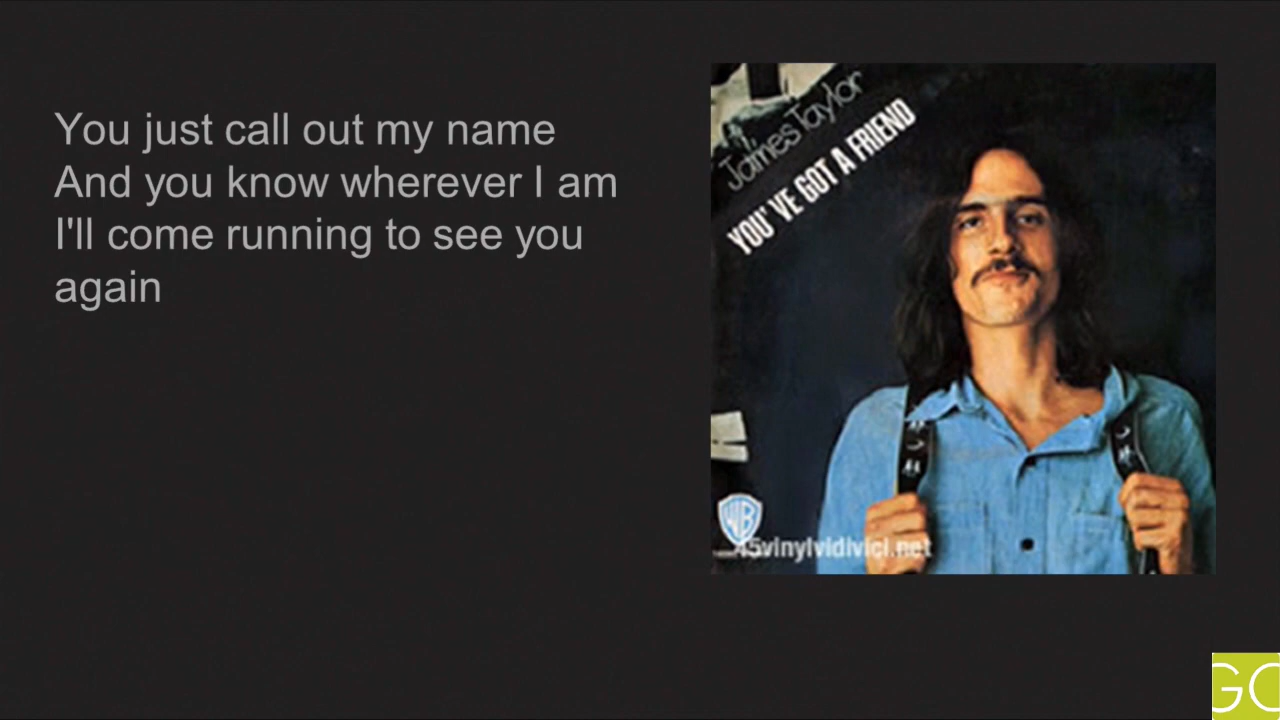 You just call out my name
And you know wherever I am
I'll come running to see you
again
James Taylor
YOU'VE GOT A FRIEND
WB
45vinylvidivici.net
GO